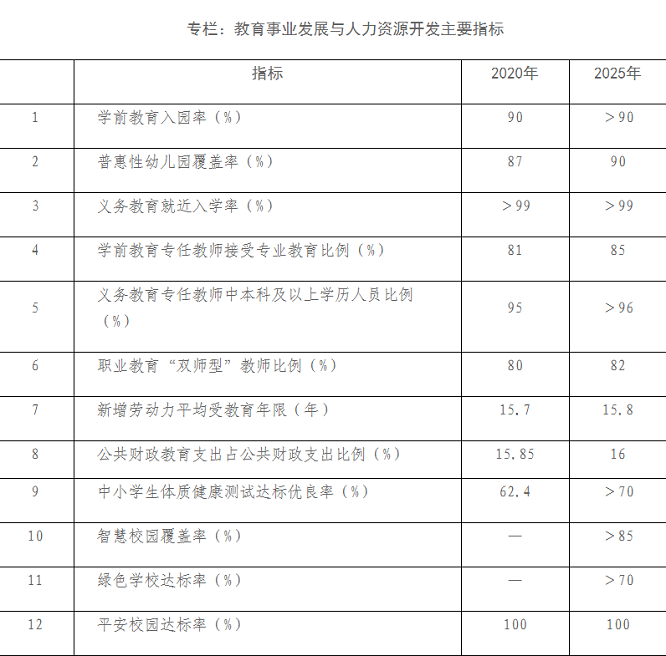 专栏：教育事业发展与人力资源开发主要指标
指标 2020年 2025年
1 学前教育入园率（%） 90 ＞90
2 普惠性幼儿园覆盖率（%） 87 90
3 义务教育就近入学率（%） ＞99 ＞99
4 学前教育专任教师接受专业教育比例（%） 81 85
5 义务教育专任教师中本科及以上学历人员比例
（%） 95 ＞96
6 职业教育“双师型”教师比例（%） 80 82
7 新增劳动力平均受教育年限（年） 15.7 15.8
8 公共财政教育支出占公共财政支出比例（%） 15.85 16
9 中小学生体质健康测试达标优良率（%） 62.4 ＞70
10 智慧校园覆盖率（%） — ＞85
11 绿色学校达标率（%） — ＞70
12 平安校园达标率（%） 100 100